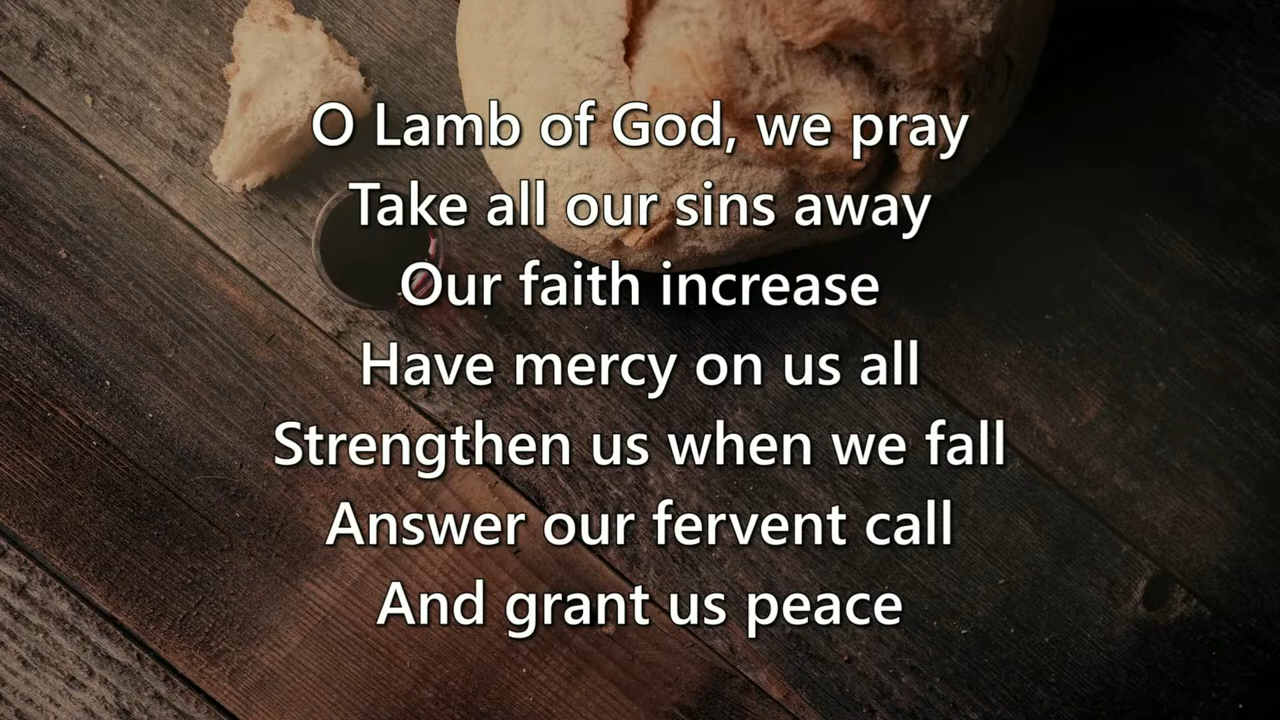 O Lamb of God, we pray
Take all our sins away
Our faith increase
Have mercy on us all
Strengthen us when we fall
Answer our fervent call
And grant us peace